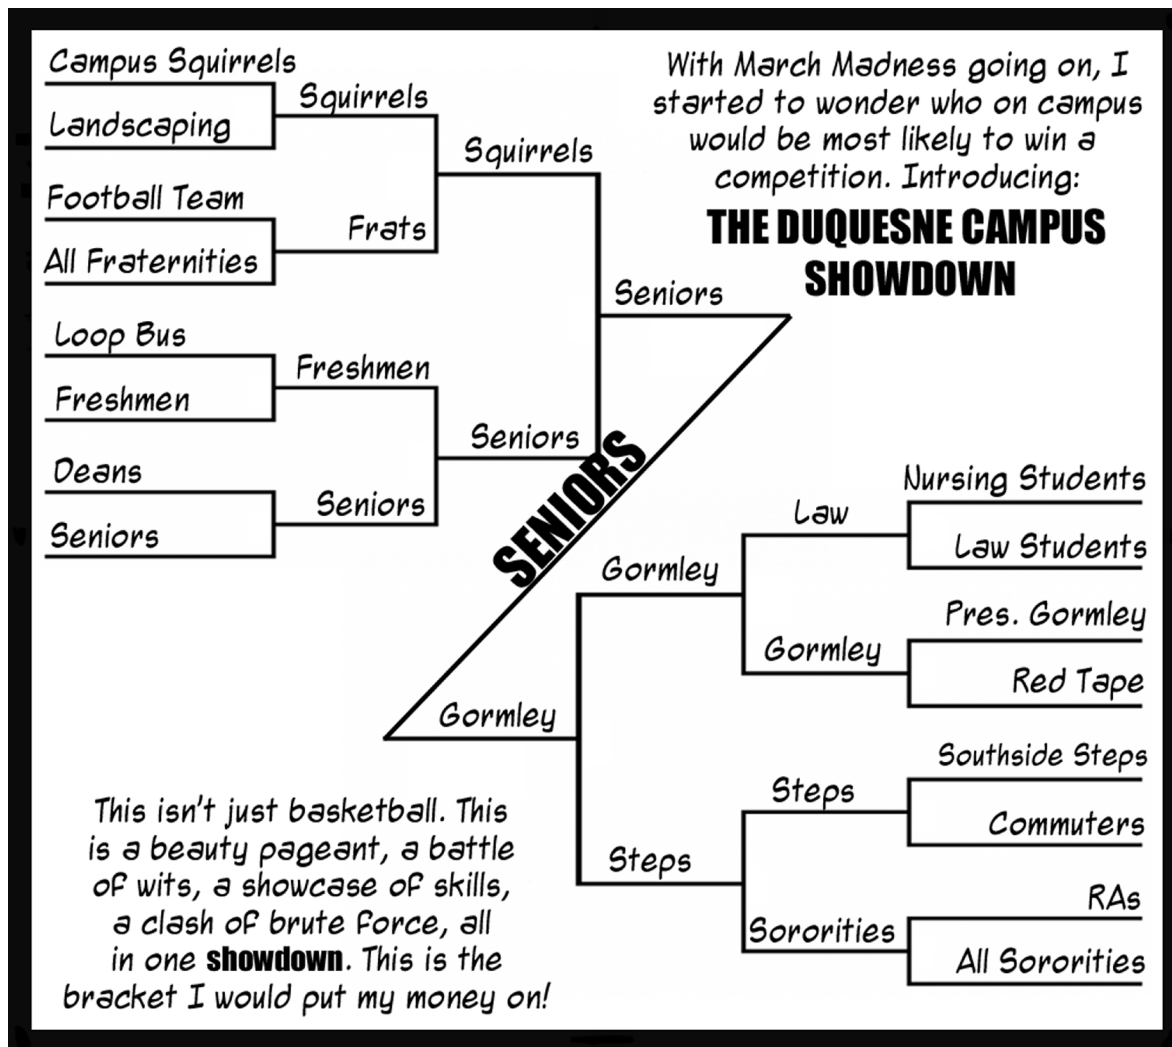 With March Madness going on, I
started to wonder who on campus
would be most likely to win a
competition. Introducing:
THE DUQUESNE CAMPUS
SHOWDOWN
Campus Squirrels
Landscaping
Football Team
All Fraternities
Loop Bus
Freshmen
Deans
Seniors
Squirrels
Frats
Freshmen
Seniors
Squirrels
Seniors
Seniors
SENIORS
Gormley
Gormley
Steps
Law
Gormley
Steps
Sororities
Nursing Students
Law Students
Pres. Gormley
Red Tape
Southside Steps
Commuters
RAs
All Sororities
This isn't just basketball. This
is a beauty pageant, a battle
of wits, a showcase of skills,
a clash of brute force, all
in one showdown. This is the
bracket I would put my money on!